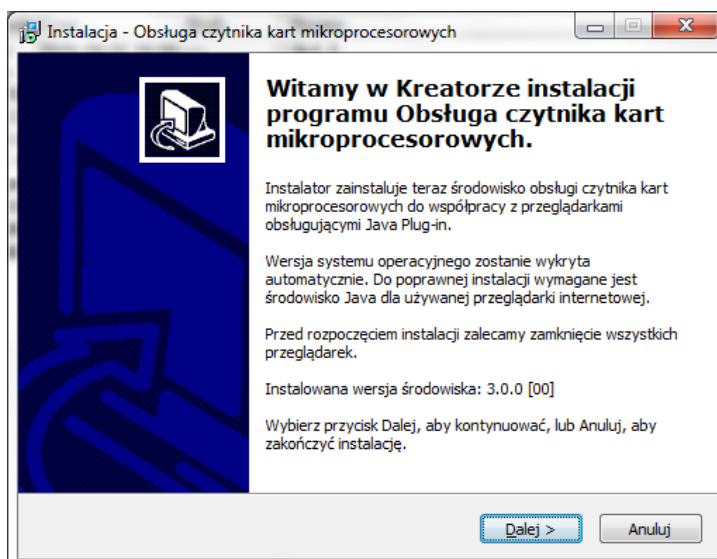 Instalacja - Obsługa czytnika kart mikroprocesorowych
Witamy w Kreatorze instalacji
programu Obsługa czytnika kart
mikroprocesorowych.
Instalator zainstaluje teraz środowisko obsługi czytnika kart
mikroprocesorowych do współpracy z przeglądarkami
obsługującymi Java Plug-in.
Wersja systemu operacyjnego zostanie wykryta
automatycznie. Do poprawnej instalacji wymagane jest
środowisko Java dla używanej przeglądarki internetowej.
Przed rozpoczęciem instalacji zalecamy zamknięcie wszystkich
przeglądarek.
Instalowana wersja środowiska: 3.0.0 [00]
Wybierz przycisk Dalej, aby kontynuować, lub Anuluj, aby
zakończyć instalację.
Dalej > Anuluj